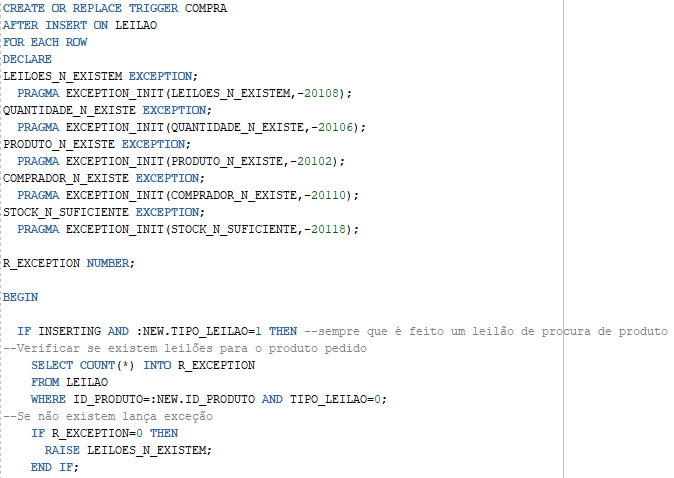 CREATE OR REPLACE TRIGGER COMPRA
AFTER INSERT ON LEILAO
FOR EACH ROW
DECLARE
LEILOES_N_EXISTEM EXCEPTION;
  PRAGMA EXCEPTION_INIT(LEILOES_N_EXISTEM,-20108);
QUANTIDADE_N_EXISTE EXCEPTION;
  PRAGMA EXCEPTION_INIT(QUANTIDADE_N_EXISTE,-20106);
PRODUTO_N_EXISTE EXCEPTION;
  PRAGMA EXCEPTION_INIT(PRODUTO_N_EXISTE,-20102);
COMPRADOR_N_EXISTE EXCEPTION;
  PRAGMA EXCEPTION_INIT(COMPRADOR_N_EXISTE,-20110);
STOCK_N_SUFICIENTE EXCEPTION;
  PRAGMA EXCEPTION_INIT(STOCK_N_SUFICIENTE,-20118);
R_EXCEPTION NUMBER;
BEGIN
  IF INSERTING AND :NEW.TIPO_LEILAO=1 THEN --sempre que é feito um leilão de procura de produto
--Verificar se existem leilões para o produto pedido
    SELECT COUNT(*) INTO R_EXCEPTION
    FROM LEILAO
    WHERE ID_PRODUTO=:NEW.ID_PRODUTO AND TIPO_LEILAO=0;
--Se não existem lança exceção
    IF R_EXCEPTION=0 THEN
      RAISE LEILOES_N_EXISTEM;
    END IF;